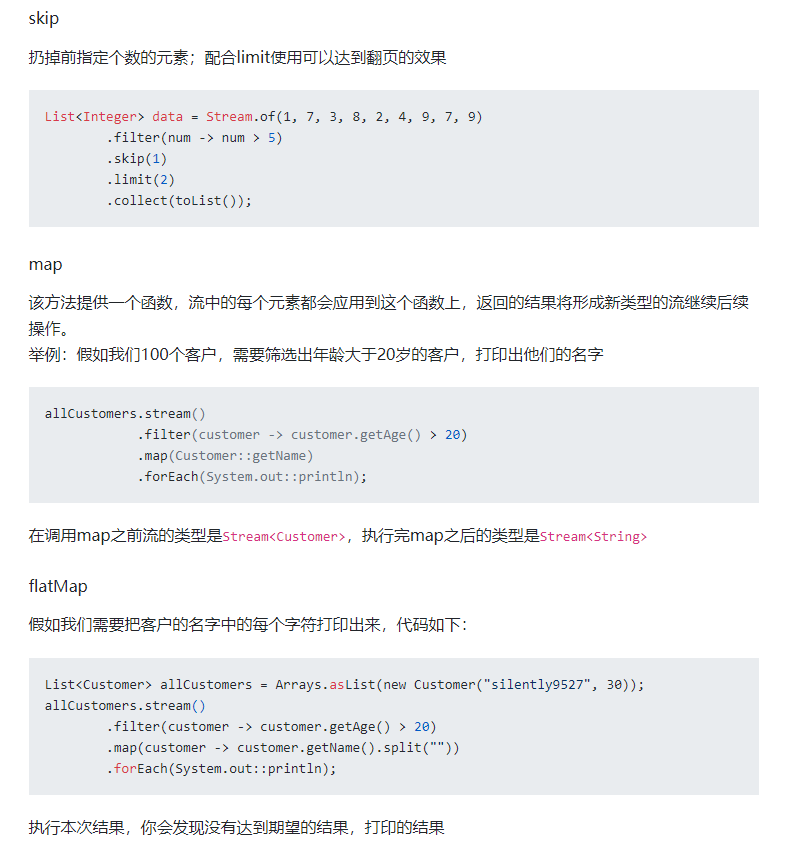 skip
扔掉前指定个数的元素；配合limit使用可以达到翻页的效果
List<Integer> data = Stream.of(1, 7, 3, 8, 2, 4, 9, 7, 9)
        .filter(num -> num > 5)
        .skip(1)
        .limit(2)
        .collect(toList());
map
该方法提供一个函数，流中的每个元素都会应用到这个函数上，返回的结果将形成新类型的流继续后续
操作。
举例：假如我们100个客户，需要筛选出年龄大于20岁的客户，打印出他们的名字
allCustomers.stream()
            .filter(customer -> customer.getAge() > 20)
            .map(Customer::getName)
            .forEach(System.out::println);
在调用map之前流的类型是Stream<Customer>，执行完map之后的类型是Stream<String>
flatMap
假如我们需要把客户的名字中的每个字符打印出来，代码如下：
List<Customer> allCustomers = Arrays.asList(new Customer("silently9527", 30));
allCustomers.stream()
        .filter(customer -> customer.getAge() > 20)
        .map(customer -> customer.getName().split(""))
        .forEach(System.out::println);
执行本次结果，你会发现没有达到期望的结果，打印的结果